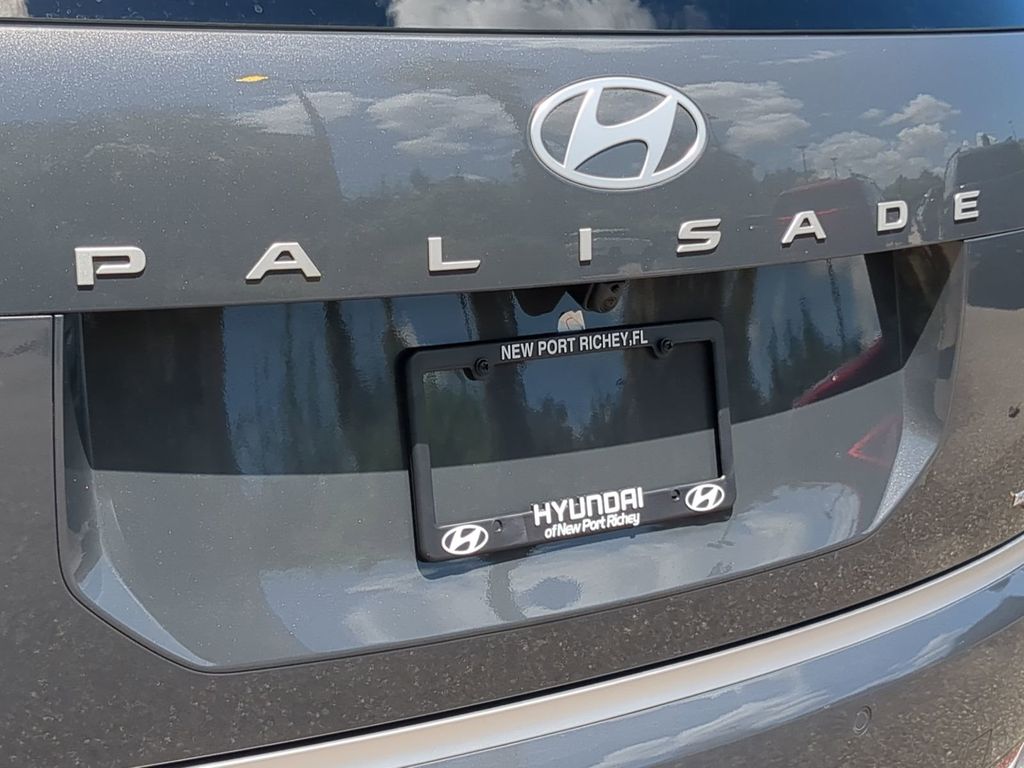 PALISADE
NEW PORT RICHEY,FL
HYUNDAI
of New Port Richey